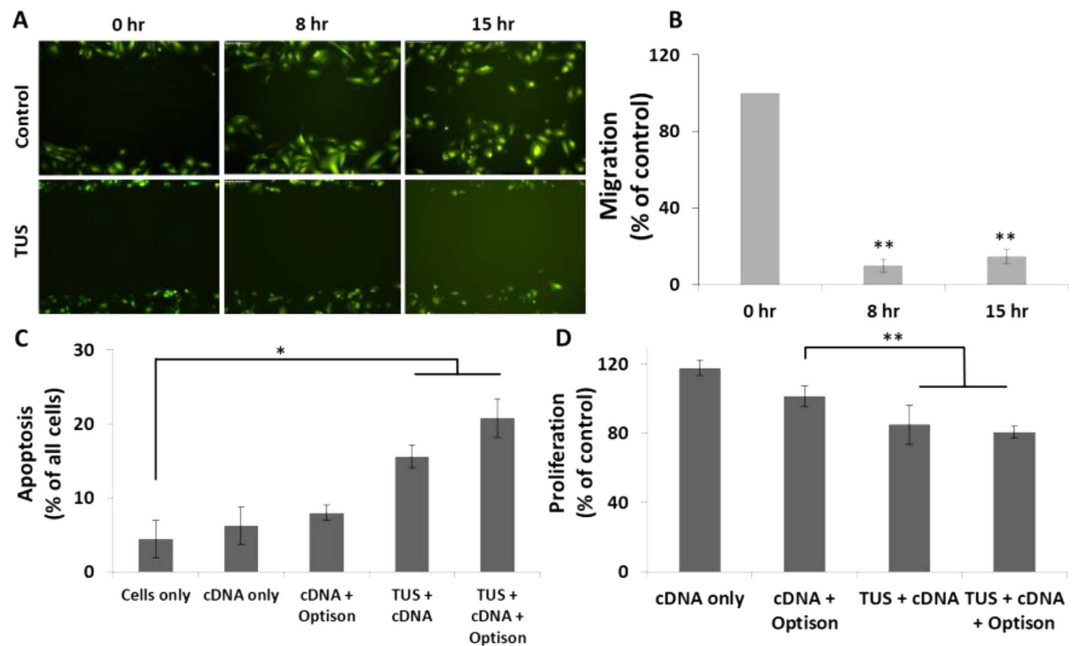 A
0 hr 8 hr 15 hr
Control
TUS
B
Migration
(% of control)
120
80
40
0
** **
0 hr 8 hr 15 hr
C
Apoptosis
(% of all cells)
30
20
10
0
*
Cells only cDNA only cDNA + TUS + TUS +
Optison cDNA cDNA +
Optison
D
Proliferation
(% of control)
120
80
40
0
**
cDNA only cDNA + TUS + cDNA TUS + cDNA
Optison + Optison